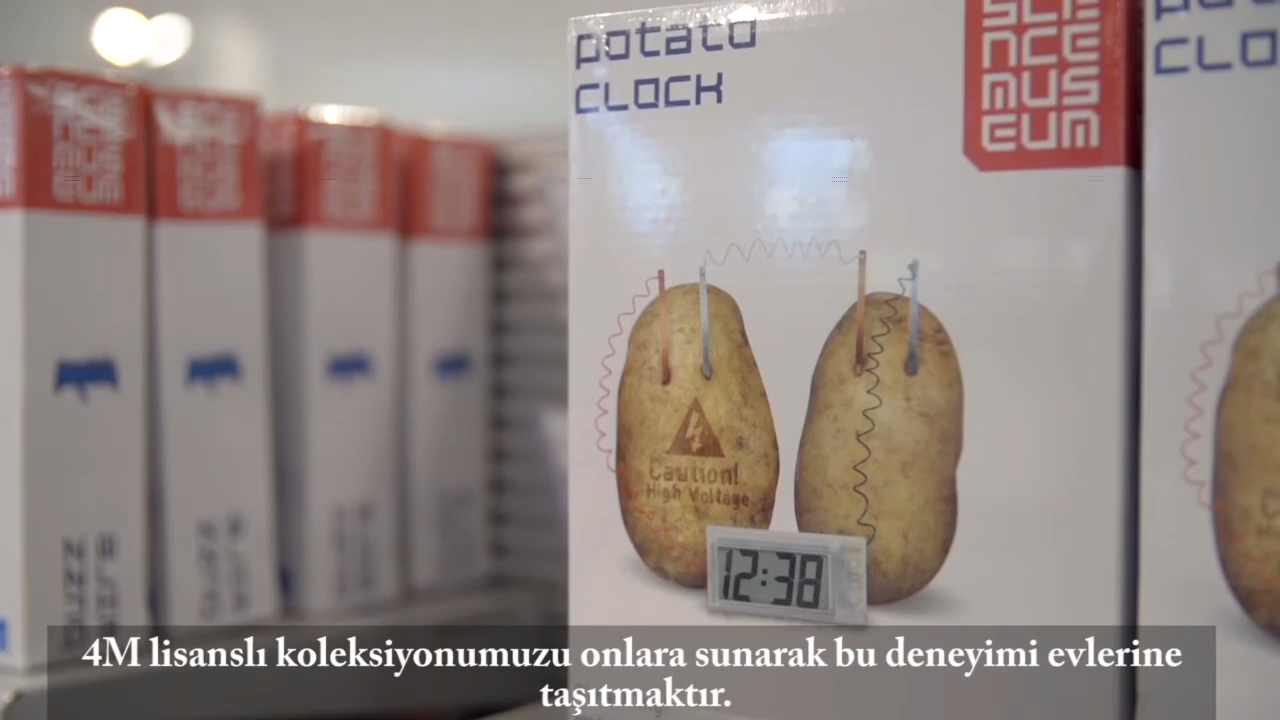 potato
CLOCK
SCIE
NCE
MUS
EUM
CLO
Caution!
High Voltage
12:38
4M lisanslı koleksiyonumuzu onlara sunarak bu deneyimi evlerine
taşıtmaktır.